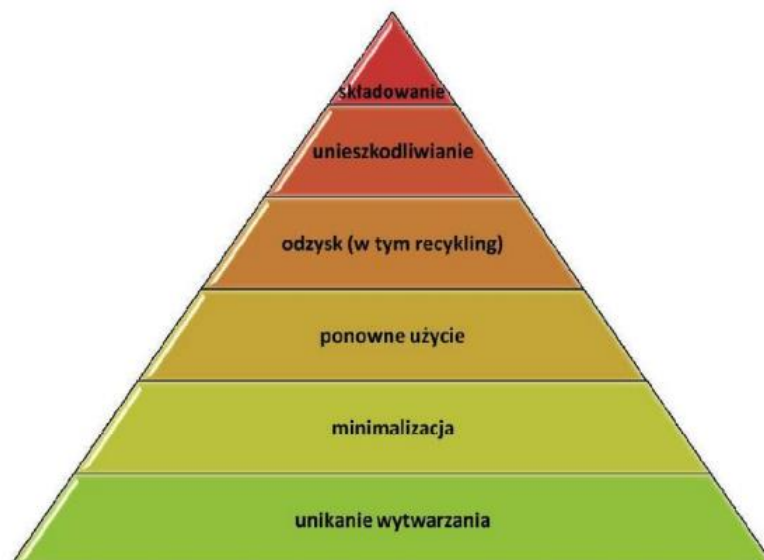 składowanie
unieszkodliwianie
odzysk (w tym recykling)
ponowne użycie
minimalizacja
unikanie wytwarzania